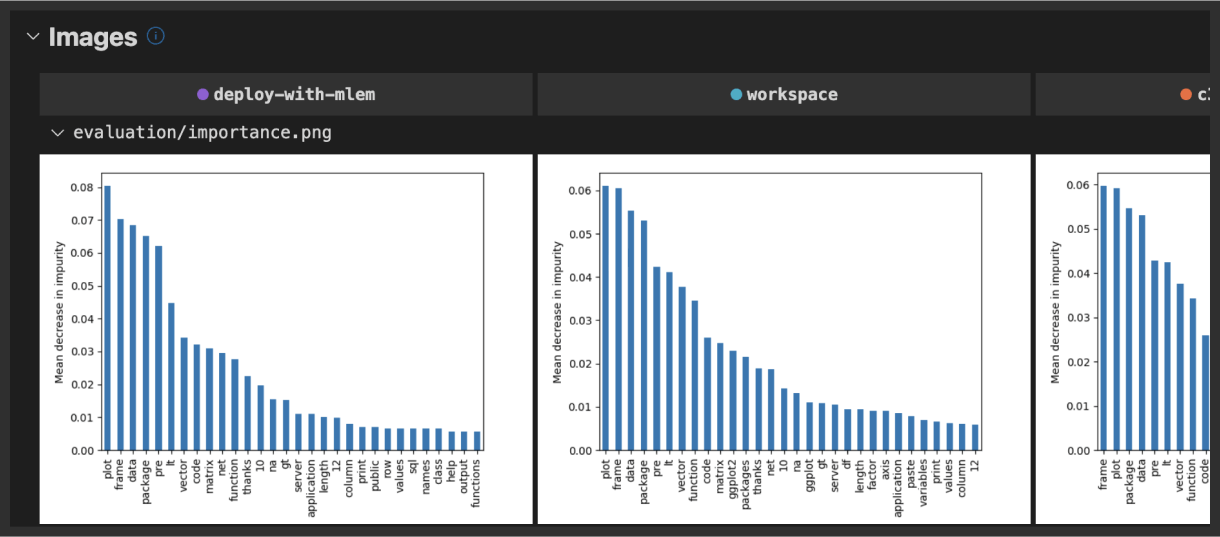 Images
deploy-with-mlem
workspace
evaluation/importance.png
Mean decrease in impurity
0.08
0.07
0.06
0.05
0.04
0.03
0.02
0.01
0.00
plot
frame
data
package
pre
lt
vector
code
matrix
net
function
thanks
10
na
gt
server
application
length
12
column
print
public
row
values
sql
names
class
help
output
functions
Mean decrease in impurity
0.06
0.05
0.04
0.03
0.02
0.01
0.00
plot
frame
data
package
pre
lt
vector
function
code
matrix
ggplot2
packages
thanks
net
10
na
ggplot
gt
server
df
length
factor
axis
application
paste
variables
print
values
column
12
Mean decrease in impurity
0.06
0.05
0.04
0.03
0.02
0.01
0.00
frame
plot
package
data
pre
lt
vector
function
code